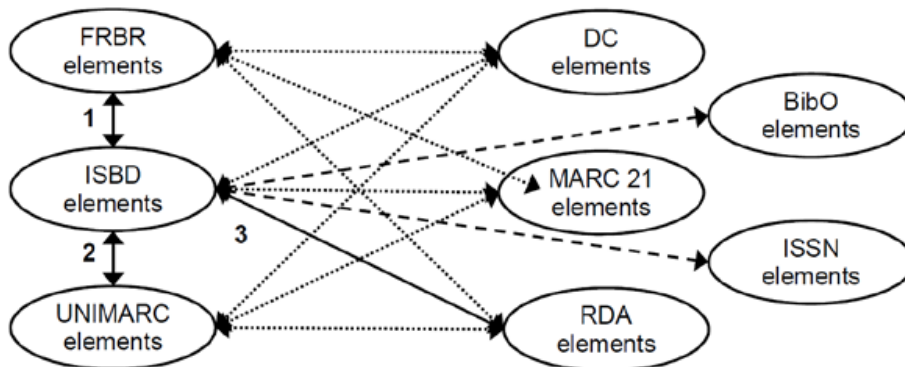 FRBR
elements
DC
elements
BibO
elements
1
ISBD
elements
MARC 21
elements
2
3
ISSN
elements
UNIMARC
elements
RDA
elements